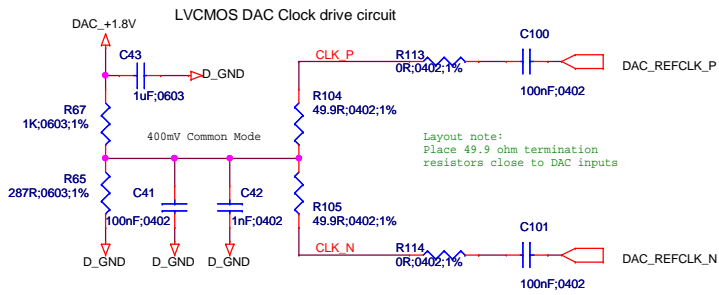 LVCMOS DAC Clock drive circuit
DAC_+1.8V
C43
D_GND
1uF;0603
R67
1K;0603;1%
400mV Common Mode
R65
287R;0603;1%
C41
100nF;0402
C42
1nF;0402
D_GND
D_GND
D_GND
CLK_P
R113
0R;0402;1%
C100
100nF;0402
DAC_REFCLK_P
R104
49.9R;0402;1%
Layout note:
Place 49.9 ohm termination
resistors close to DAC inputs
R105
49.9R;0402;1%
CLK_N
R114
0R;0402;1%
C101
100nF;0402
DAC_REFCLK_N